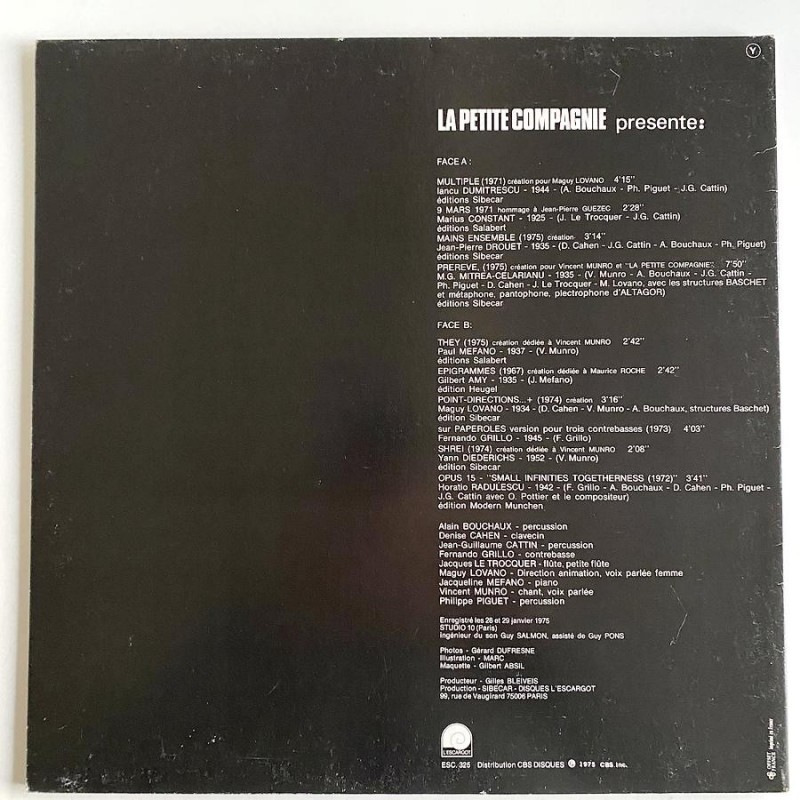 Y
LA PETITE COMPAGNIE presente:
FACE A :
MULTIPLE (1971) création pour Maguy LOVANO 4'15"
Iancu DUMITRESCU - 1944 - (A. Bouchaux - Ph. Piguet - J.G. Cattin)
éditions Sibecar
9 MARS 1971 hommage à Jean-Pierre GUEZEC 2'28"
Marius CONSTANT - 1925 - (J. Le Trocquer - J.G. Cattin)
éditions Salabert
MAINS ENSEMBLE (1975) création 3'14"
Jean-Pierre DROUET - 1935 - (D. Cahen - J.G. Cattin - A. Bouchaux - Ph. Piguet)
éditions Sibecar
PREREVE, (1975) création pour Vincent MUNRO et "LA PETITE COMPAGNIE". 7'50"
M.G. MITREA-CELARIANU - 1935 - (V. Munro - A. Bouchaux - J.G. Cattin -
Ph. Piguet - D. Cahen - J. Le Trocquer - M. Lovano, avec les structures BASCHET
et métaphone, pantophone, plectrophone d'ALTAGOR)
éditions Sibecar
FACE B:
THEY (1975) création dédiée à Vincent MUNRO 2'42"
Paul MEFANO - 1937 - (V. Munro)
éditions Salabert
EPIGRAMMES (1967) création dédiée à Maurice ROCHE 2'42"
Gilbert AMY - 1935 - (J. Mefano)
édition Heugel
POINT-DIRECTIONS...+ (1974) création 3'16"
Maguy LOVANO - 1934 - (D. Cahen - V. Munro - A. Bouchaux, structures Baschet)
édition Sibecar
sur PAPEROLES version pour trois contrebasses (1973) 4'03"
Fernando GRILLO - 1945 - (F. Grillo)
SHREI (1974) création dédiée à Vincent MUNRO 2'08"
Yann DIEDERICHS - 1952 - (V. Munro)
édition Sibecar
OPUS 15 - "SMALL INFINITIES TOGETHERNESS (1972)" 3'41"
Horatio RADULESCU - 1942 - (F. Grillo - A. Bouchaux - D. Cahen - Ph. Piguet -
J.G. Cattin avec O. Pottier et le compositeur)
édition Modern Munchen
Alain BOUCHAUX - percussion
Denise CAHEN - clavecin
Jean-Guillaume CATTIN - percussion
Fernando GRILLO - contrebasse
Jacques LE TROCQUER - flûte, petite flûte
Maguy LOVANO - Direction animation, voix parlée femme
Jacqueline MEFANO - piano
Vincent MUNRO - chant, voix parlée
Philippe PIGUET - percussion
Enregistré les 28 et 29 janvier 1975
STUDIO 10 (Paris)
Ingénieur du son Guy SALMON, assisté de Guy PONS
Photos - Gérard DUFRESNE
Illustration - MARC
Maquette - Gilbert ABSIL
Producteur - Gilles BLEIVEIS
Production - SIBECAR - DISQUES L'ESCARGOT
99, rue de Vaugirard 75006 PARIS
L'ESCARGOT
ESC. 325 Distribution CBS DISQUES Ⓟ 1975 CBS. Inc.
OFFSET FRANCE
Imprimé en France